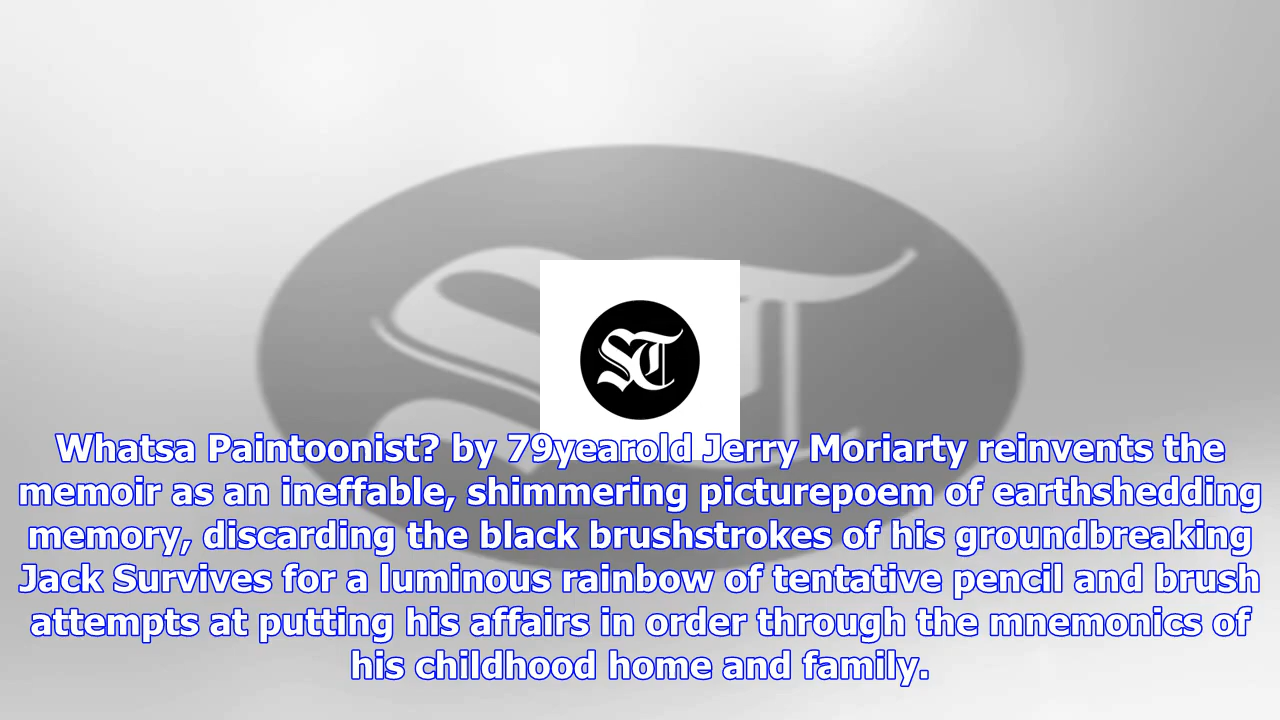 ST
Whatsa Paintoonist? by 79yearold Jerry Moriarty reinvents the
memoir as an ineffable, shimmering picturepoem of earthshedding
memory, discarding the black brushstrokes of his groundbreaking
Jack Survives for a luminous rainbow of tentative pencil and brush
attempts at putting his affairs in order through the mnemonics of
his childhood home and family.